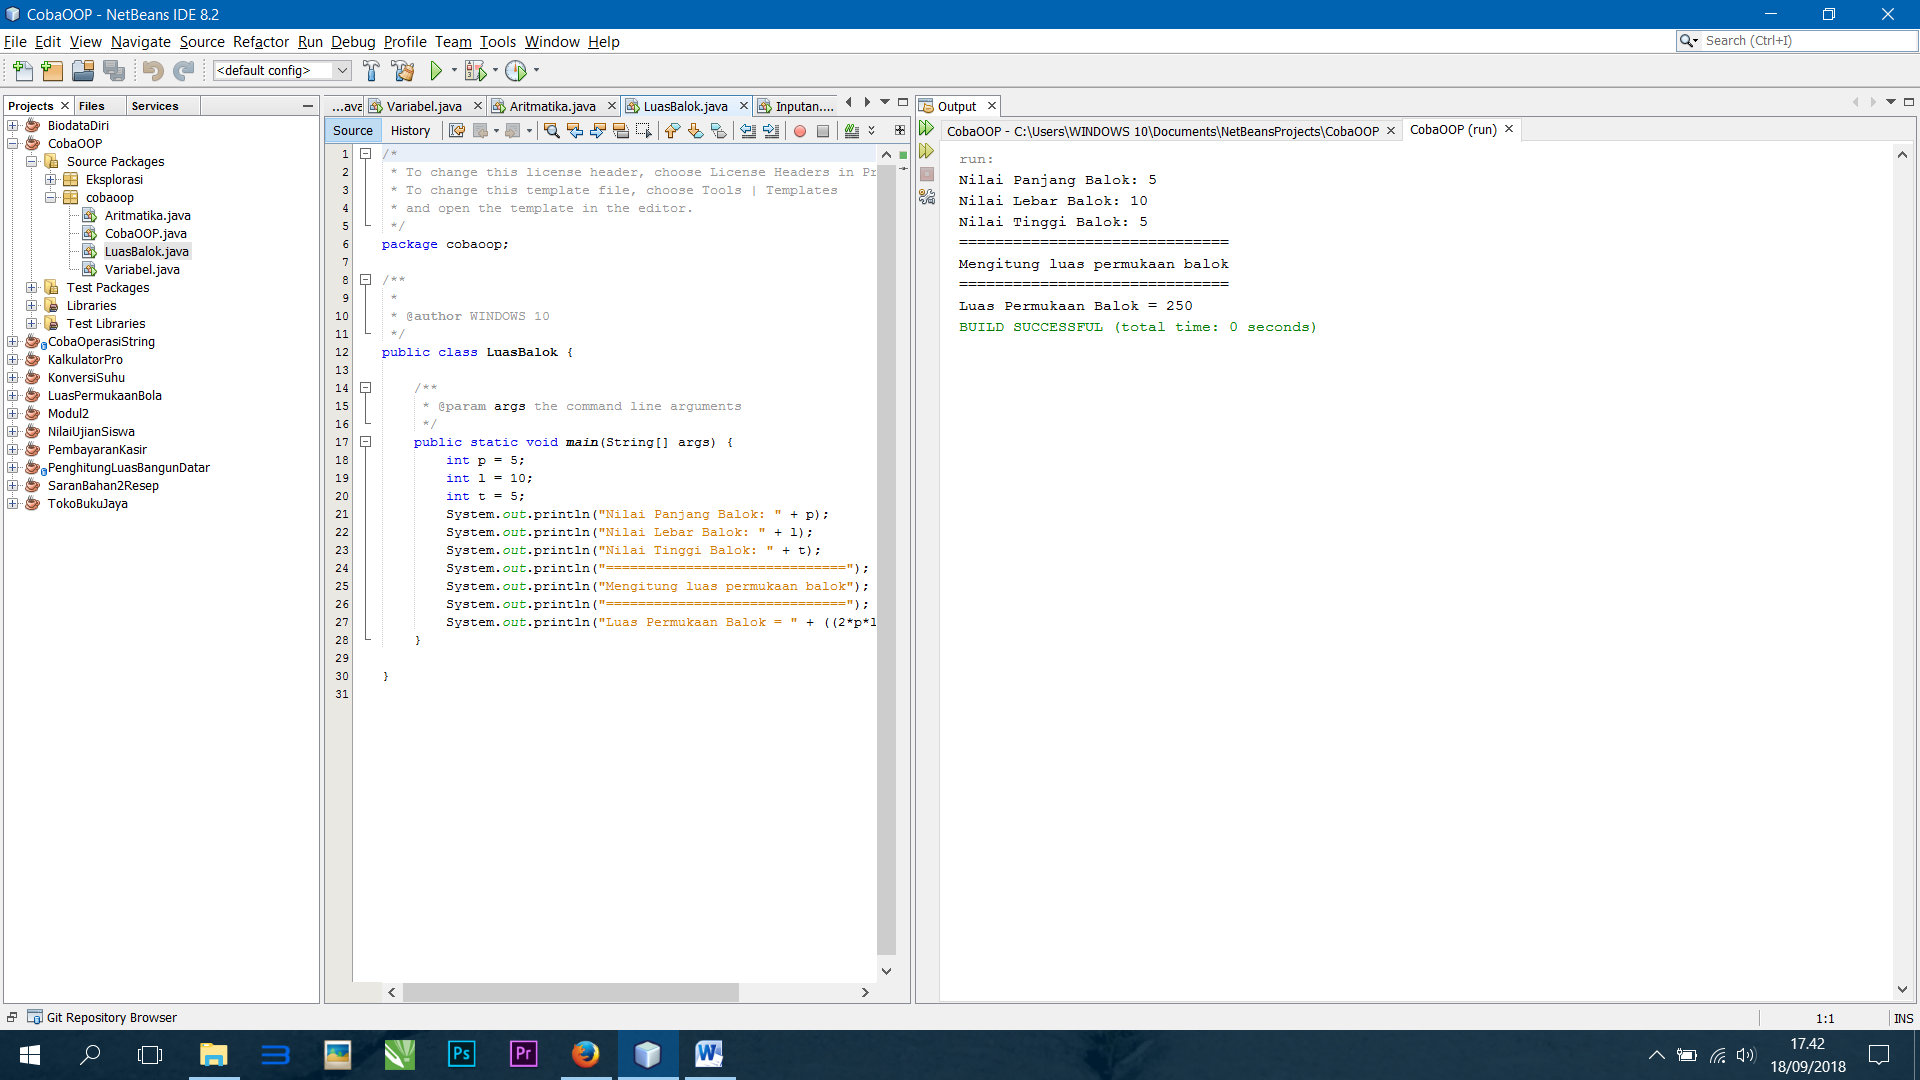 CobaOOP - NetBeans IDE 8.2
File Edit View Navigate Source Refactor Run Debug Profile Team Tools Window Help
Search (Ctrl+I)
<default config>
Projects Files Services
BiodataDiri
CobaOOP
Source Packages
Eksplorasi
cobaoop
Aritmatika.java
CobaOOP.java
LuasBalok.java
Variabel.java
Test Packages
Libraries
Test Libraries
CobaOperasiString
KalkulatorPro
KonversiSuhu
LuasPermukaanBola
Modul2
NilaiUjianSiswa
PembayaranKasir
PenghitungLuasBangunDatar
SaranBahan2Resep
TokoBukuJaya
...ava Variabel.java Aritmatika.java LuasBalok.java Inputan....
Source History
1 /*
2 * To change this license header, choose License Headers in Pr
3 * To change this template file, choose Tools | Templates
4 * and open the template in the editor.
5 */
6 package cobaoop;
7
8 /**
9 *
10 * @author WINDOWS 10
11 */
12 public class LuasBalok {
13
14 /**
15 * @param args the command line arguments
16 */
17 public static void main(String[] args) {
18 int p = 5;
19 int l = 10;
20 int t = 5;
21 System.out.println("Nilai Panjang Balok: " + p);
22 System.out.println("Nilai Lebar Balok: " + l);
23 System.out.println("Nilai Tinggi Balok: " + t);
24 System.out.println("==============================");
25 System.out.println("Mengitung luas permukaan balok");
26 System.out.println("==============================");
27 System.out.println("Luas Permukaan Balok = " + ((2*p*l
28 }
29
30 }
31
Output
CobaOOP - C:\Users\WINDOWS 10\Documents\NetBeansProjects\CobaOOP CobaOOP (run)
run:
Nilai Panjang Balok: 5
Nilai Lebar Balok: 10
Nilai Tinggi Balok: 5
==============================
Mengitung luas permukaan balok
==============================
Luas Permukaan Balok = 250
BUILD SUCCESSFUL (total time: 0 seconds)
Git Repository Browser
1:1 INS
Ps Pr
17.42
18/09/2018